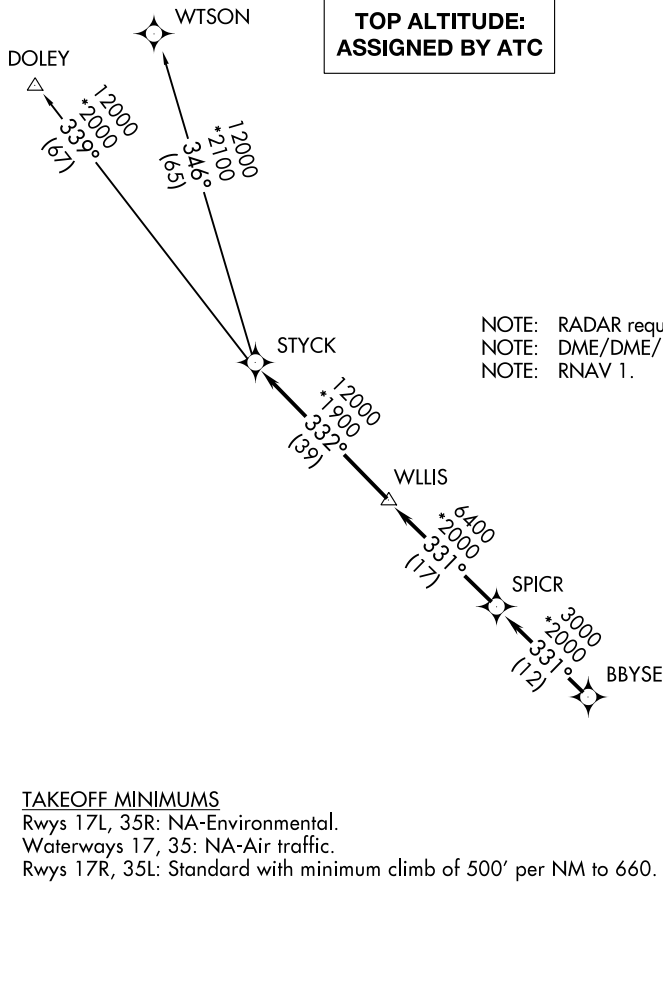 WTSON
TOP ALTITUDE:
ASSIGNED BY ATC
DOLEY
12000
*2000
339°
(67)
12000
*2100
346°
(65)
STYCK
NOTE: RADAR requ
NOTE: DME/DME/
NOTE: RNAV 1.
12000
*1900
332°
(39)
WLLIS
6400
*2000
331°
(17)
SPICR
3000
*2000
331°
(12)
BBYSE
TAKEOFF MINIMUMS
Rwys 17L, 35R: NA-Environmental.
Waterways 17, 35: NA-Air traffic.
Rwys 17R, 35L: Standard with minimum climb of 500' per NM to 660.